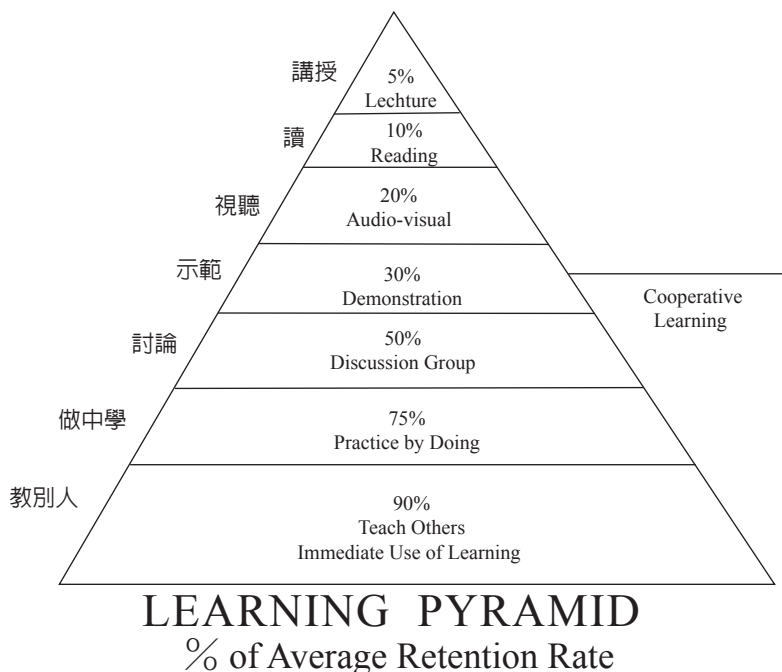 講授
5%
Lechture
讀
10%
Reading
視聽
20%
Audio-visual
示範
30%
Demonstration
Cooperative
Learning
討論
50%
Discussion Group
做中學
75%
Practice by Doing
教別人
90%
Teach Others
Immediate Use of Learning
LEARNING PYRAMID
% of Average Retention Rate